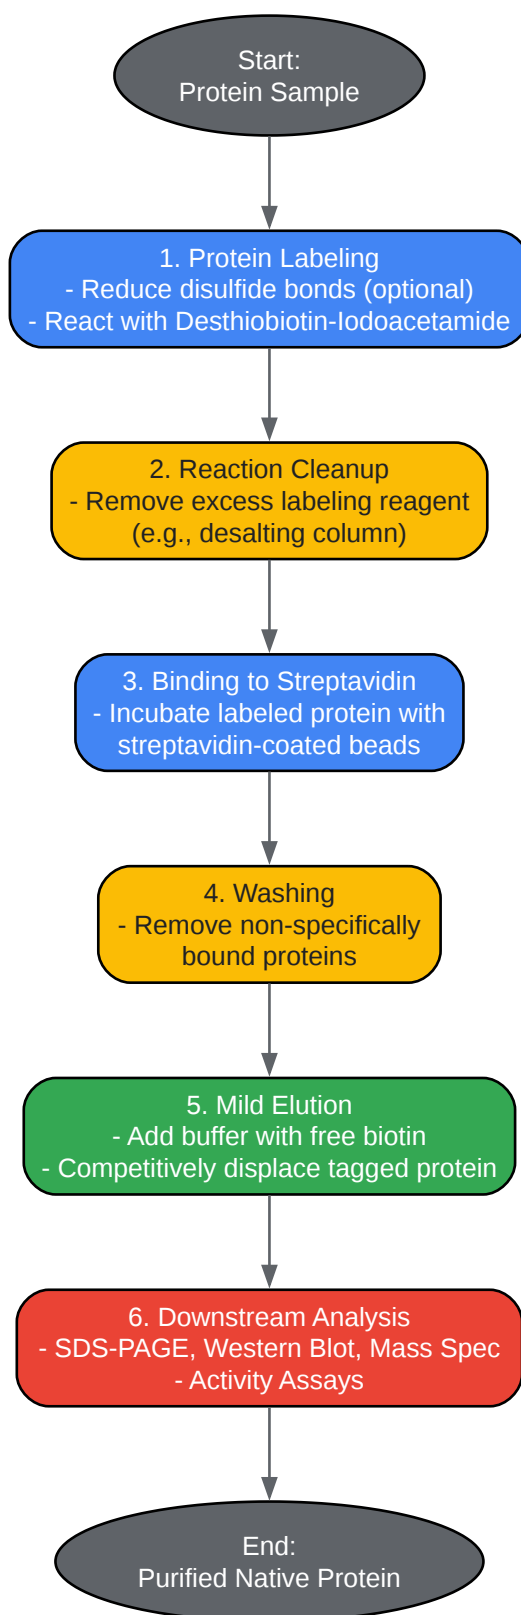 Start:
Protein Sample
1. Protein Labeling
- Reduce disulfide bonds (optional)
- React with Desthiobiotin-Iodoacetamide
2. Reaction Cleanup
- Remove excess labeling reagent
(e.g., desalting column)
3. Binding to Streptavidin
- Incubate labeled protein with
streptavidin-coated beads
4. Washing
- Remove non-specifically
bound proteins
5. Mild Elution
- Add buffer with free biotin
- Competitively displace tagged protein
6. Downstream Analysis
- SDS-PAGE, Western Blot, Mass Spec
- Activity Assays
End:
Purified Native Protein